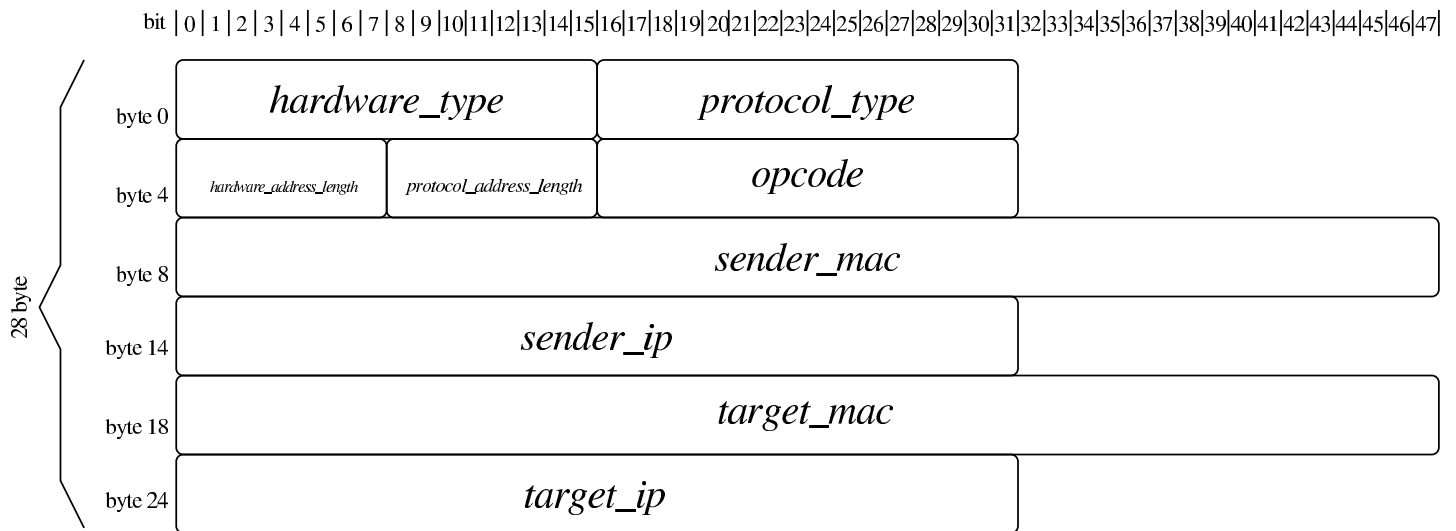 bit | 0 | 1 | 2 | 3 | 4 | 5 | 6 | 7 | 8 | 9 |10|11|12|13|14|15|16|17|18|19|20|21|22|23|24|25|26|27|28|29|30|31|32|33|34|35|36|37|38|39|40|41|42|43|44|45|46|47|
byte 0 hardware_type protocol_type
byte 4 hardware_address_length protocol_address_length opcode
byte 8 sender_mac
28 byte
byte 14 sender_ip
byte 18 target_mac
byte 24 target_ip